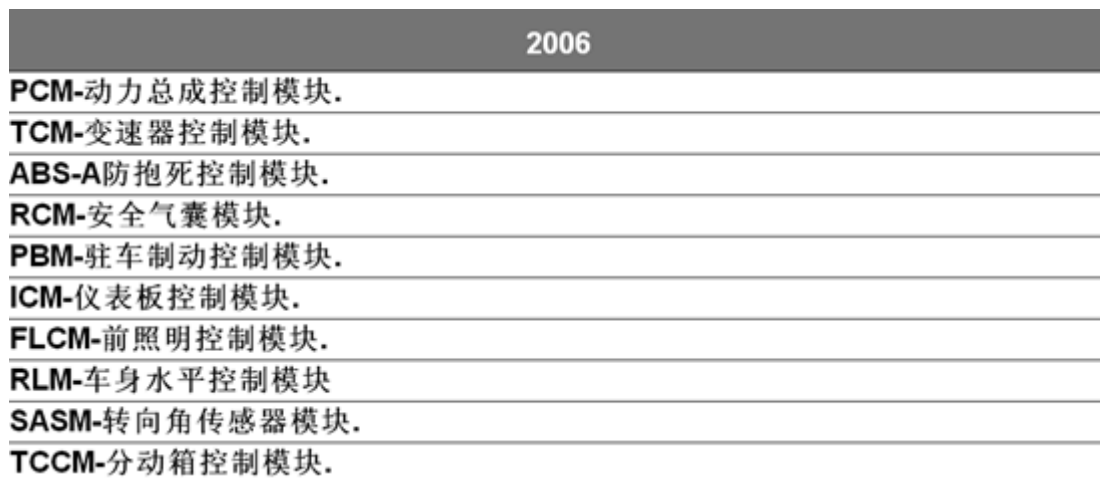 2006
PCM-动力总成控制模块.
TCM-变速器控制模块.
ABS-A防抱死控制模块.
RCM-安全气囊模块.
PBM-驻车制动控制模块.
ICM-仪表板控制模块.
FLCM-前照明控制模块.
RLM-车身水平控制模块
SASM-转向角传感器模块.
TCCM-分动箱控制模块.